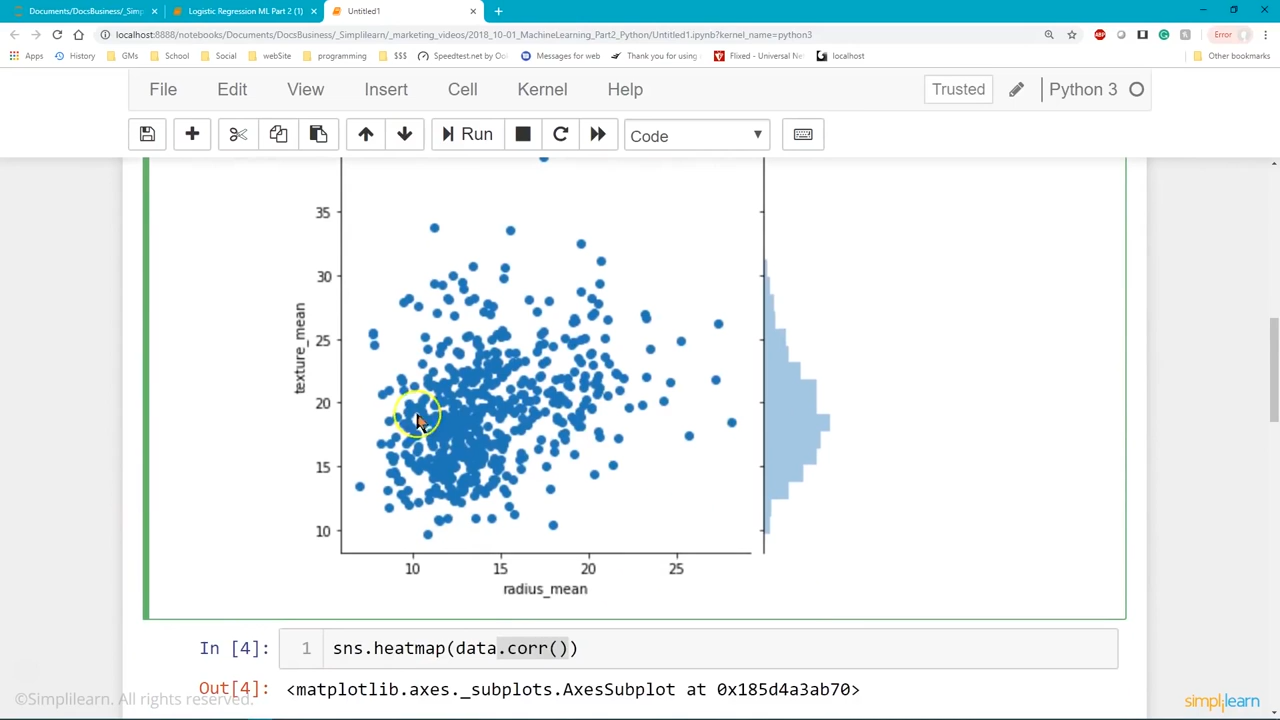 Documents/DocsBusiness/_Simp
Logistic Regression ML Part 2 (1)
Untitled1
localhost:8888/notebooks/Documents/DocsBusiness/_Simplilearn/_marketing_videos/2018_10-01_MachineLearning_Part2_Python/Untitled1.ipynb?kernel_name=python3
Error
Apps
History
GMs
School
Social
webSite
programming
$$$
Speedtest.net by Oo
Messages for web
Thank you for using
Flixed - Universal Ne
localhost
Other bookmarks
File Edit View Insert Cell Kernel Help
Trusted
Python 3
Run
Code
35
30
25
20
15
10
texture_mean
10 15 20 25
radius_mean
In [4]: 1 sns.heatmap(data.corr())
Out[4]: <matplotlib.axes._subplots.AxesSubplot at 0x185d4a3ab70>
©Simplilearn. All rights reserved.
simplilearn